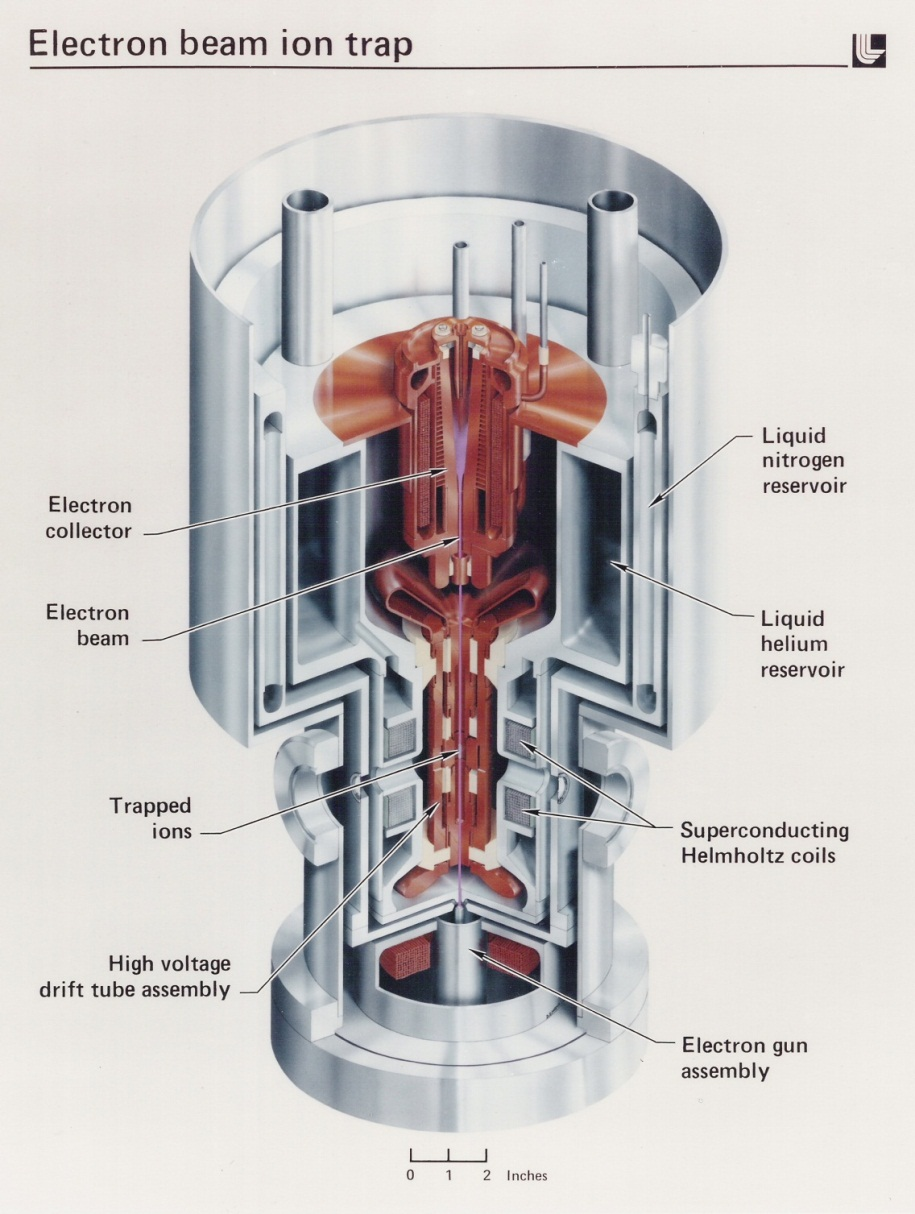 Electron beam ion trap
Liquid
nitrogen
reservoir
Electron
collector
Electron
beam
Liquid
helium
reservoir
Trapped
ions
Superconducting
Helmholtz coils
High voltage
drift tube assembly
Electron gun
assembly
0 1 2 Inches